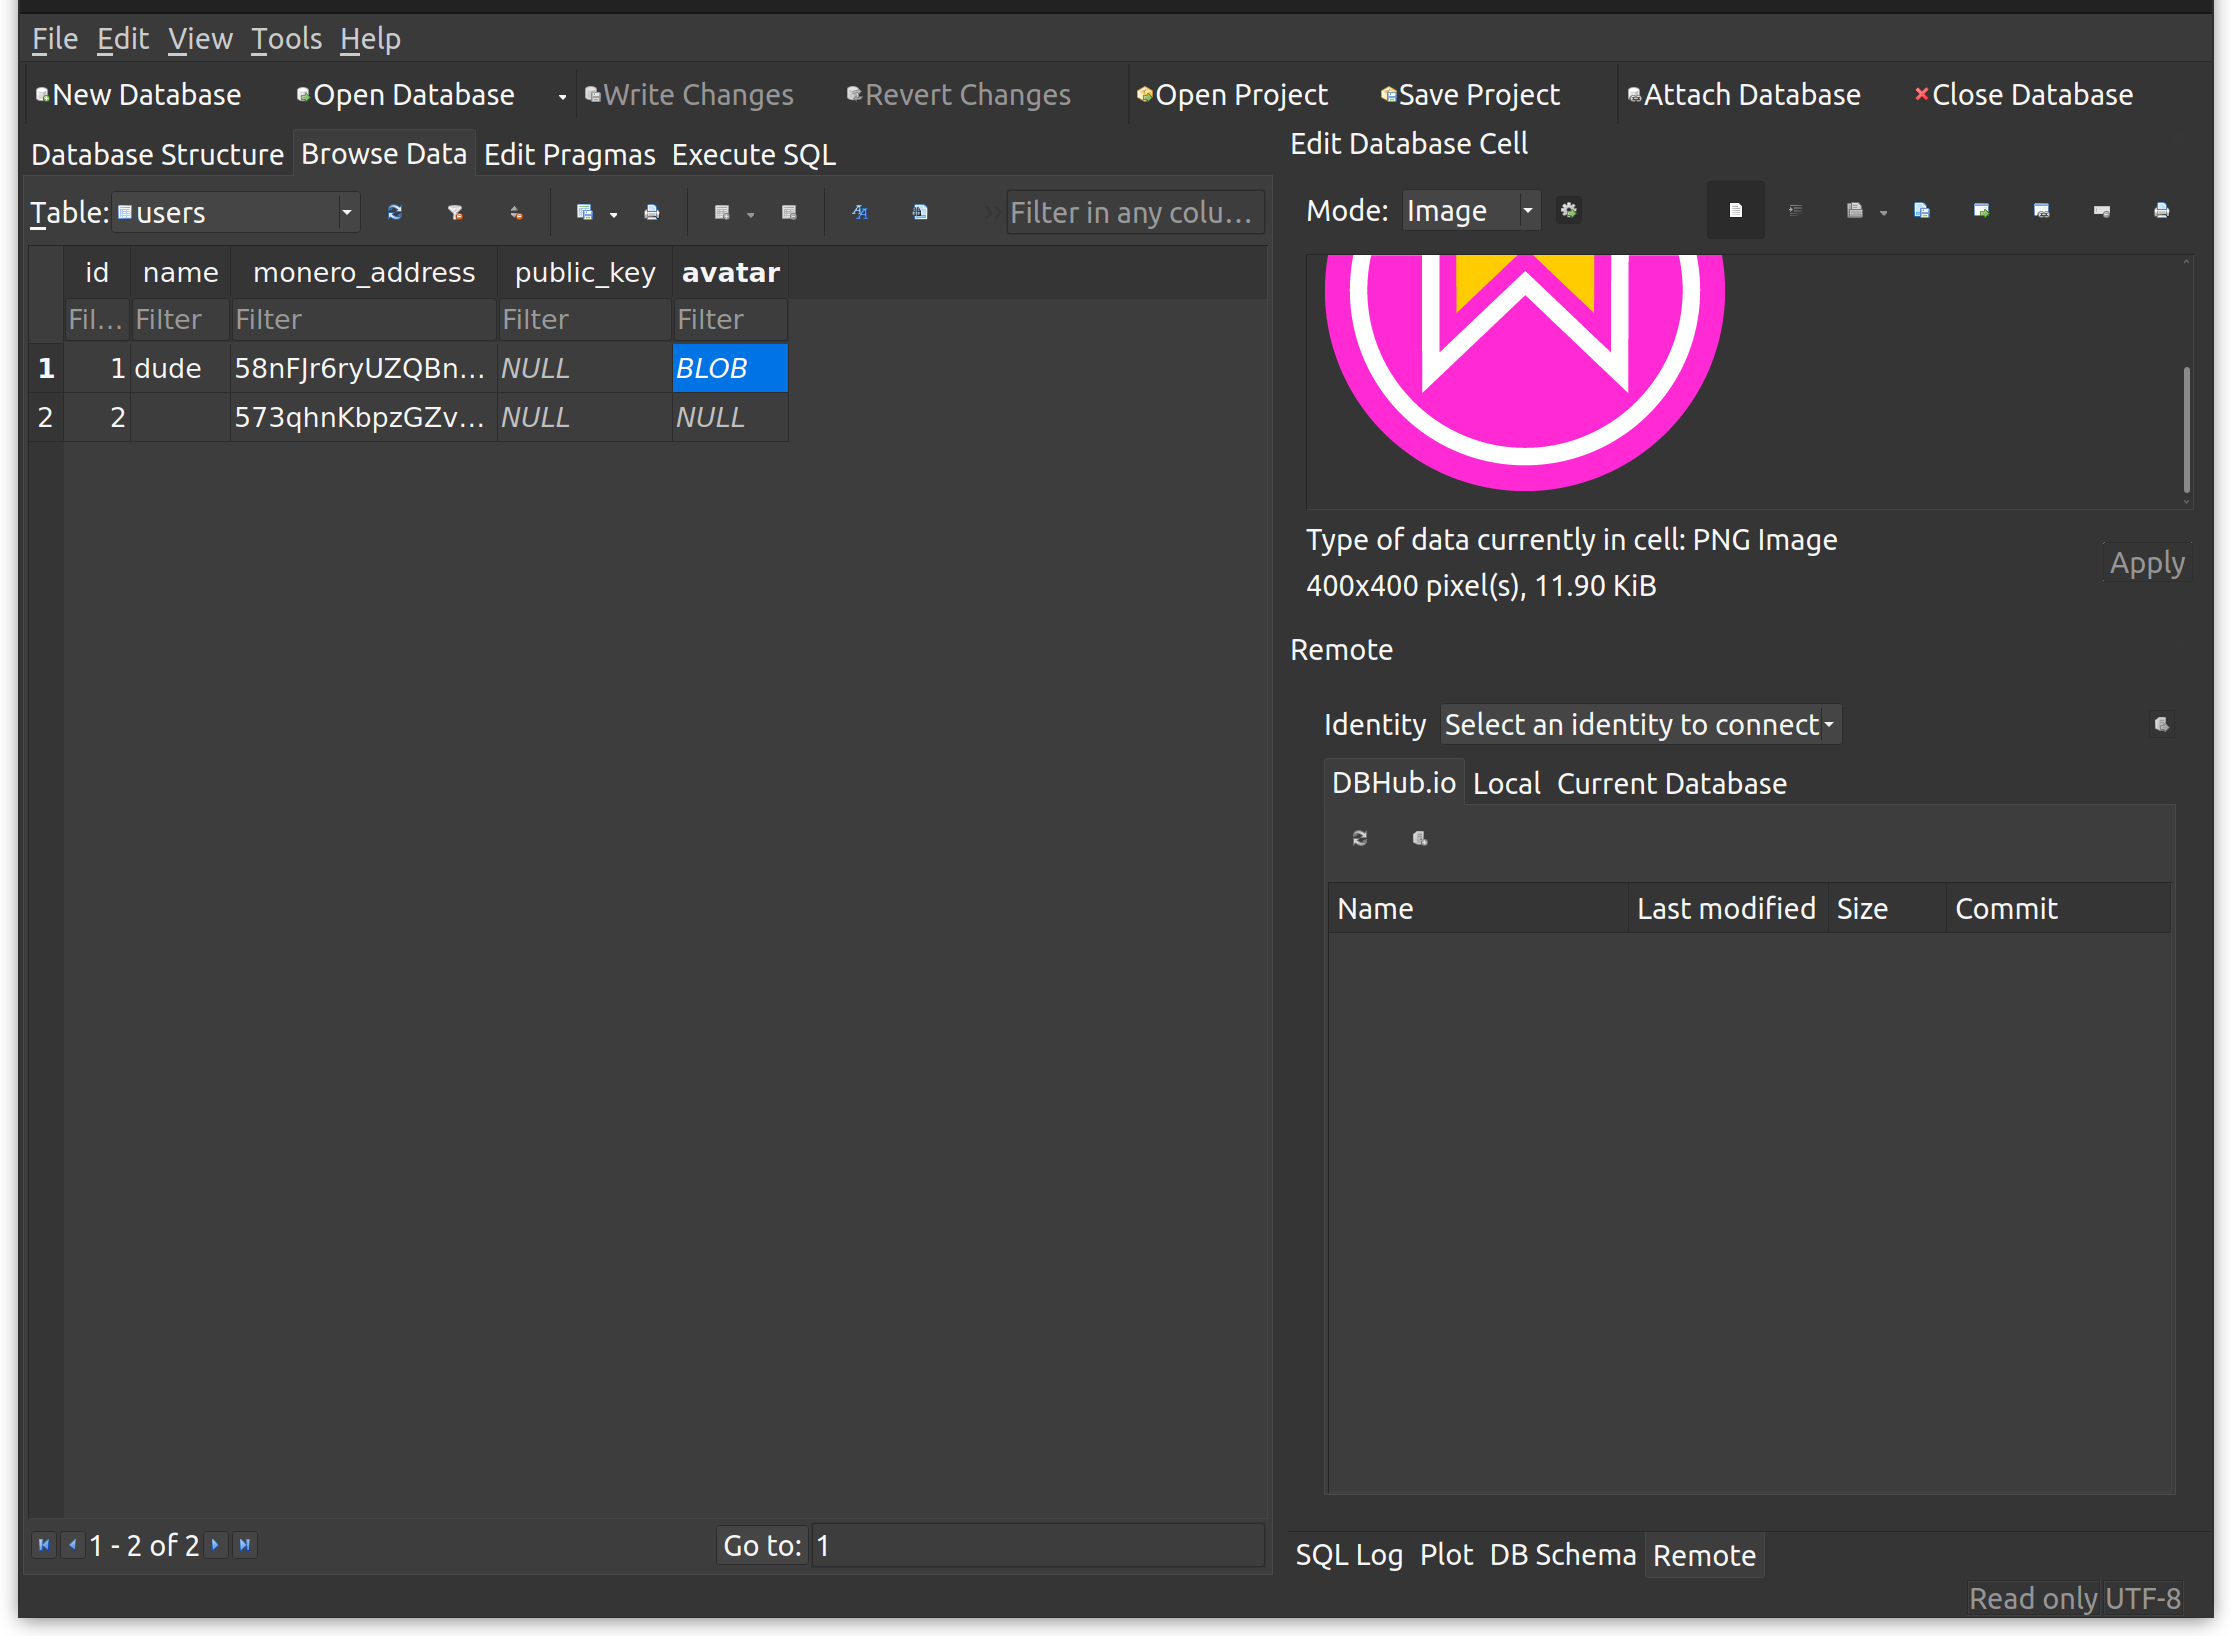 File Edit View Tools Help
New Database Open Database Write Changes Revert Changes Open Project Save Project Attach Database Close Database
Database Structure Browse Data Edit Pragmas Execute SQL
Table: users Filter in any colu...
id name monero_address public_key avatar
Fil... Filter Filter Filter Filter
1 1 dude 58nFJr6ryUZQBn... NULL BLOB
2 2 573qhnKbpzGZv... NULL NULL
1 - 2 of 2 Go to: 1
Edit Database Cell
Mode: Image
Type of data currently in cell: PNG Image
400x400 pixel(s), 11.90 KiB
Apply
Remote
Identity Select an identity to connect
DBHub.io Local Current Database
Name Last modified Size Commit
SQL Log Plot DB Schema Remote
Read only UTF-8